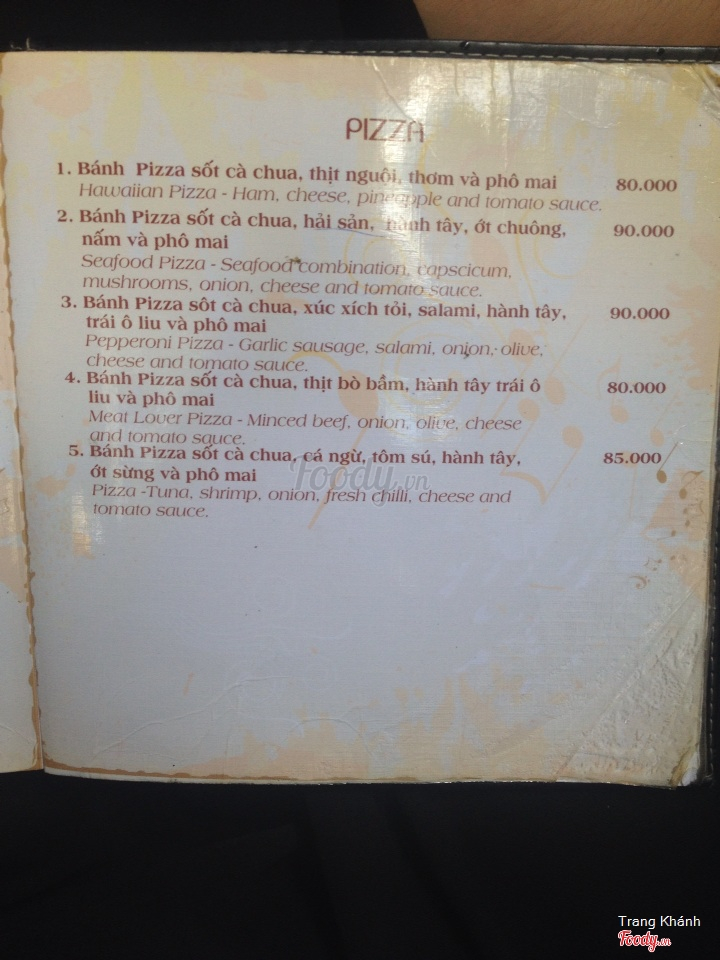 PIZZA
1. Bánh Pizza sốt cà chua, thịt nguội, thơm và phô mai 80.000
Hawaiian Pizza - Ham, cheese, pineapple and tomato sauce.
2. Bánh Pizza sốt cà chua, hải sản, hành tây, ớt chuông, 90.000
nấm và phô mai
Seafood Pizza - Seafood combination, capscicum,
mushrooms, onion, cheese and tomato sauce.
3. Bánh Pizza sôt cà chua, xúc xích tỏi, salami, hành tây, 90.000
trái ô liu và phô mai
Pepperoni Pizza - Garlic sausage, salami, onion, olive,
cheese and tomato sauce.
4. Bánh Pizza sốt cà chua, thịt bò bầm, hành tây trái ô 80.000
liu và phô mai
Meat Lover Pizza - Minced beef, onion, olive, cheese
and tomato sauce.
5. Bánh Pizza sốt cà chua, cá ngừ, tôm sú, hành tây, 85.000
ớt sừng và phô mai
Pizza -Tuna, shrimp, onion, fresh chilli, cheese and
tomato sauce.
Foody.vn
Trang Khánh
Foody.vn